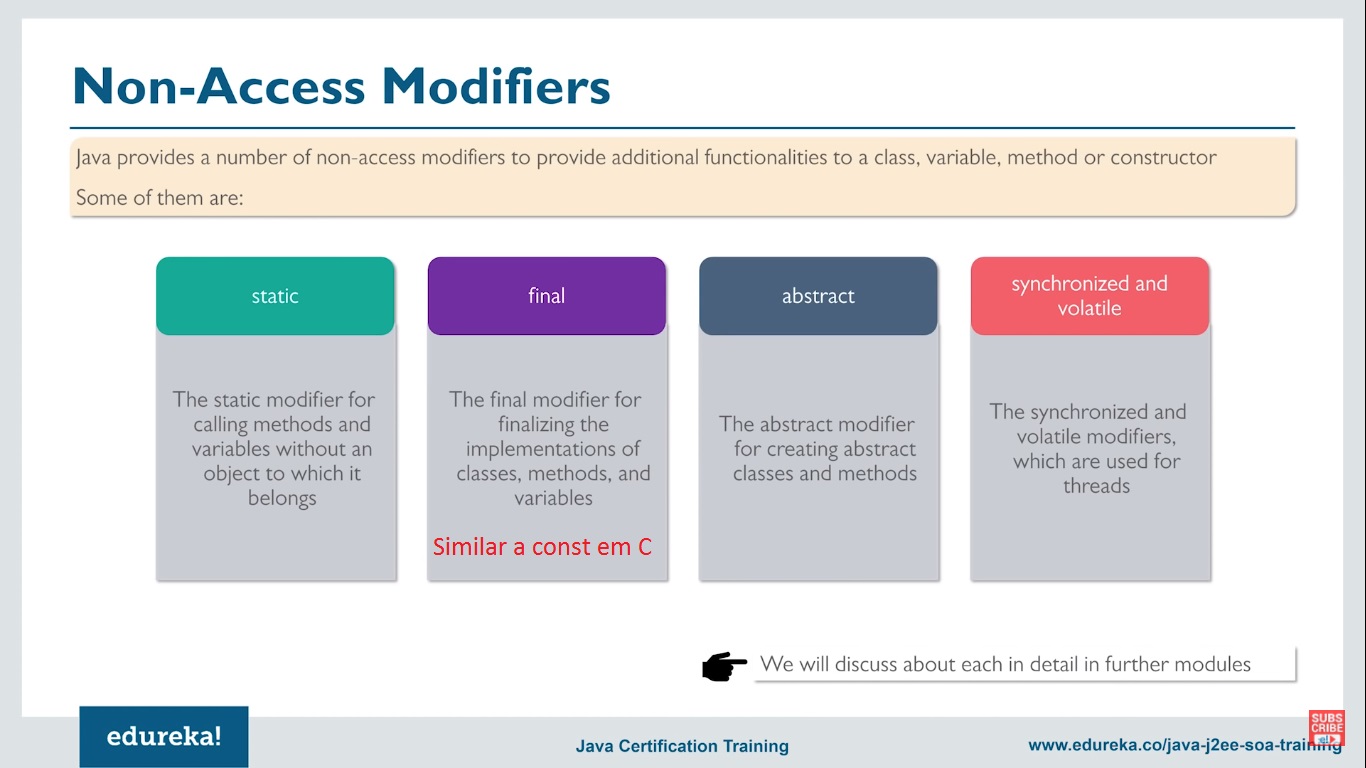 Non-Access Modifiers
Java provides a number of non-access modifiers to provide additional functionalities to a class, variable, method or constructor
Some of them are:
static
The static modifier for
calling methods and
variables without an
object to which it
belongs
final
The final modifier for
finalizing the
implementations of
classes, methods, and
variables
Similar a const em C
abstract
The abstract modifier
for creating abstract
classes and methods
synchronized and
volatile
The synchronized and
volatile modifiers,
which are used for
threads
We will discuss about each in detail in further modules
edureka!
Java Certification Training
www.edureka.co/java-j2ee-soa-training
SUBS
CRIBE